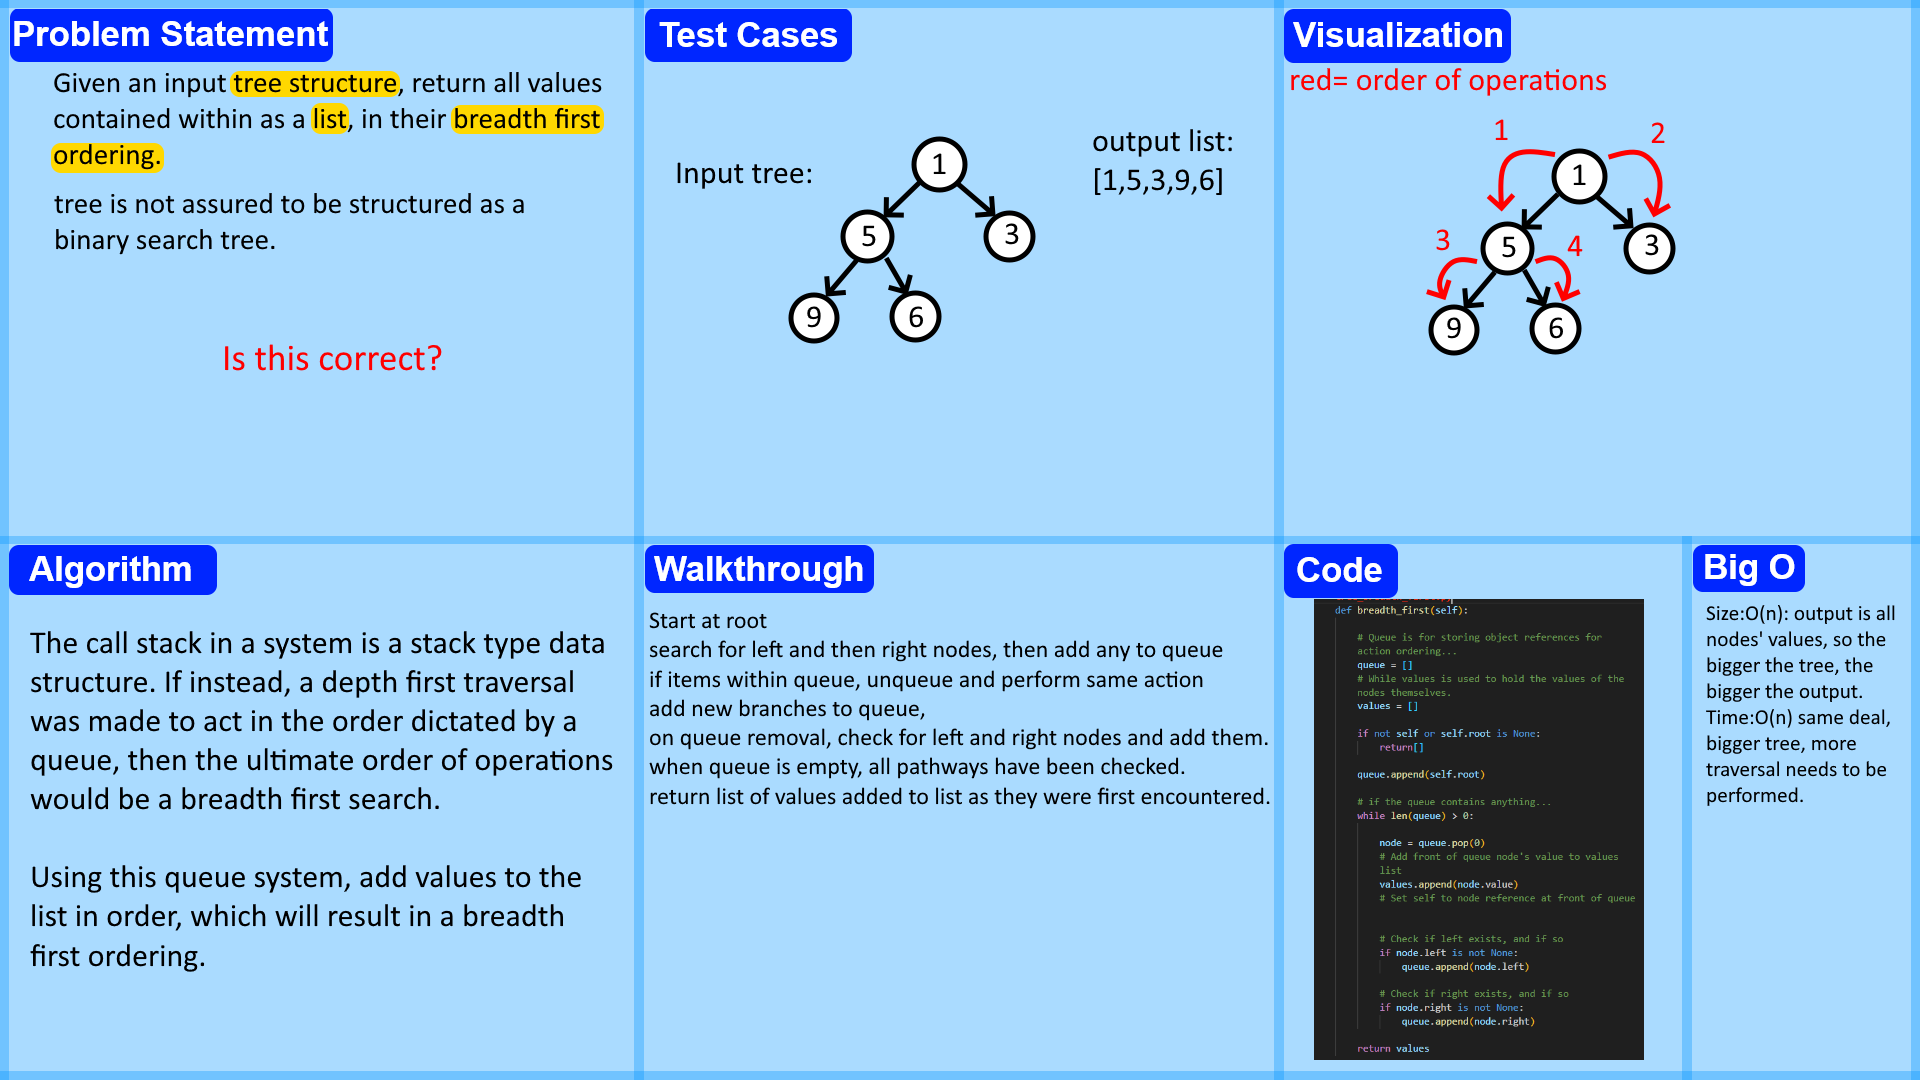 Problem Statement
Given an input tree structure, return all values
contained within as a list, in their breadth first
ordering.
tree is not assured to be structured as a
binary search tree.
Is this correct?
Test Cases
Input tree:
1
5
3
9
6
output list:
[1,5,3,9,6]
Visualization
red= order of operations
1
2
1
3
5
4
3
9
6
Algorithm
The call stack in a system is a stack type data
structure. If instead, a depth first traversal
was made to act in the order dictated by a
queue, then the ultimate order of operations
would be a breadth first search.
Using this queue system, add values to the
list in order, which will result in a breadth
first ordering.
Walkthrough
Start at root
search for left and then right nodes, then add any to queue
if items within queue, unqueue and perform same action
add new branches to queue,
on queue removal, check for left and right nodes and add them.
when queue is empty, all pathways have been checked.
return list of values added to list as they were first encountered.
Code
def breadth_first(self):
# Queue is for storing object references for
action ordering...
queue = []
# While values is used to hold the values of the
nodes themselves.
values = []
if not self or self.root is None:
return[]
queue.append(self.root)
# if the queue contains anything...
while len(queue) > 0:
node = queue.pop(0)
# Add front of queue node's value to values
list
values.append(node.value)
# Set self to node reference at front of queue
# Check if left exists, and if so
if node.left is not None:
queue.append(node.left)
# Check if right exists, and if so
if node.right is not None:
queue.append(node.right)
return values
Big O
Size:O(n): output is all
nodes' values, so the
bigger the tree, the
bigger the output.
Time:O(n) same deal,
bigger tree, more
traversal needs to be
performed.